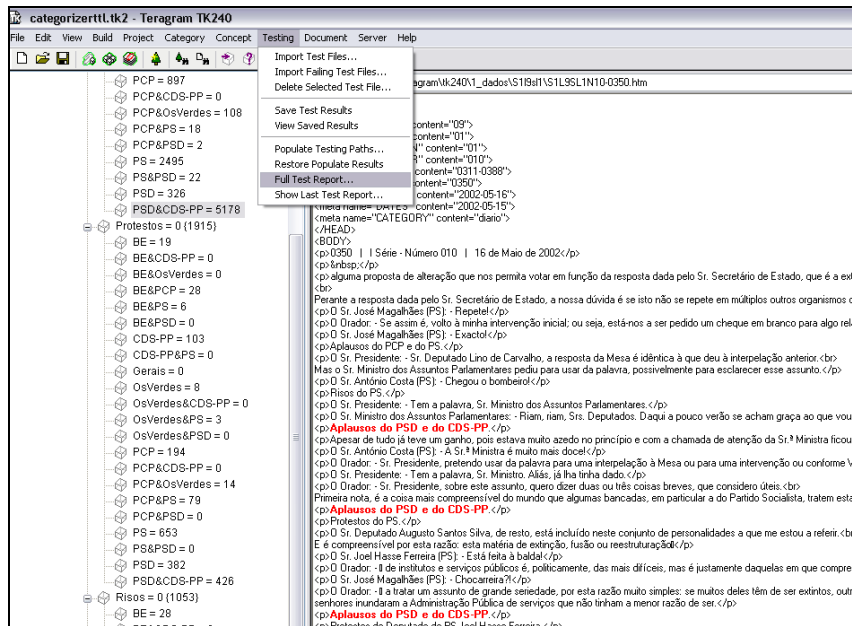 categorizerttl.tk2 - Teragram TK240
File Edit View Build Project Category Concept Testing Document Server Help
Import Test Files...
Import Failing Test Files...
Delete Selected Test File...
Save Test Results
View Saved Results
Populate Testing Paths...
Restore Populate Results
Full Test Report...
Show Last Test Report...
PCP = 897
PCP&CDS-PP = 0
PCP&OsVerdes = 108
PCP&PS = 18
PCP&PSD = 2
PS = 2495
PS&PSD = 22
PSD = 326
PSD&CDS-PP = 5178
Protestos = 0 {1915}
BE = 19
BE&CDS-PP = 0
BE&OsVerdes = 0
BE&PCP = 28
BE&PS = 6
BE&PSD = 0
CDS-PP = 103
CDS-PP&PS = 0
Gerais = 0
OsVerdes = 8
OsVerdes&CDS-PP = 0
OsVerdes&PS = 3
OsVerdes&PSD = 0
PCP = 194
PCP&CDS-PP = 0
PCP&OsVerdes = 14
PCP&PS = 79
PCP&PSD = 0
PS = 653
PS&PSD = 0
PSD = 382
PSD&CDS-PP = 426
Risos = 0 {1053}
BE = 28
agram\tk240\1_dados\S1I9sl1\S1L9SL1N10-0350.htm
content="09">
content="01">
N" content="01">
R" content="010">
content="0311-0388">
ontent="0350">
content="2002-05-16">
<meta name="DATES" content="2002-05-15">
<meta name="CATEGORY" content="diario">
</HEAD>
<BODY>
<p>0350 | I Série - Número 010 | 16 de Maio de 2002</p>
<p>&nbsp;</p>
<p>alguma proposta de alteração que nos permita votar em função da resposta dada pelo Sr. Secretário de Estado, que é a ex
<br>
Perante a resposta dada pelo Sr. Secretário de Estado, a nossa dúvida é se isto não se repete em múltiplos outros organismos
<p>O Sr. José Magalhães (PS): - Repete!</p>
<p>O Orador: - Se assim é, volto à minha intervenção inicial; ou seja, está-nos a ser pedido um cheque em branco para algo rel
<p>O Sr. José Magalhães (PS): - Exacto!</p>
<p>Aplausos do PCP e do PS.</p>
<p>O Sr. Presidente: - Sr. Deputado Lino de Carvalho, a resposta da Mesa é idêntica à que deu à interpelação anterior.<br>
Mas o Sr. Ministro dos Assuntos Parlamentares pediu para usar da palavra, possivelmente para esclarecer esse assunto.</p>
<p>O Sr. António Costa (PS): - Chegou o bombeiro!</p>
<p>Risos do PS.</p>
<p>O Sr. Presidente: - Tem a palavra, Sr. Ministro dos Assuntos Parlamentares.</p>
<p>O Sr. Ministro dos Assuntos Parlamentares: - Riam, riam, Srs. Deputados. Daqui a pouco verão se acham graça ao que vou
<p>Aplausos do PSD e do CDS-PP.</p>
<p>Apesar de tudo já teve um ganho, pois estava muito azedo no princípio e com a chamada de atenção da Sr.ª Ministra ficou
<p>O Sr. António Costa (PS): - A Sr.ª Ministra é muito mais doce!</p>
<p>O Orador: - Sr. Presidente, pretendo usar da palavra para uma interpelação à Mesa ou para uma intervenção ou conforme V
<p>O Sr. Presidente: - Tem a palavra, Sr. Ministro. Aliás, já lha tinha dado.</p>
<p>O Orador: - Sr. Presidente, sobre este assunto, quero dizer duas ou três coisas breves, que considero úteis.<br>
Primeira nota, é a coisa mais compreensível do mundo que algumas bancadas, em particular a do Partido Socialista, tratem esta
<p>Aplausos do PSD e do CDS-PP.</p>
<p>Protestos do PS.</p>
<p>O Sr. Deputado Augusto Santos Silva, de resto, está incluído neste conjunto de personalidades a que me estou a referir.<br
E é compreensível por esta razão: esta matéria de extinção, fusão ou reestruturação</p>
<p>O Sr. Joel Hasse Ferreira (PS): - Está feita à balda!</p>
<p>O Orador: - de institutos e serviços públicos é, politicamente, das mais difíceis, mas é justamente daquelas em que compre
<p>O Sr. José Magalhães (PS): - Chocarreira?!</p>
<p>O Orador: - a tratar um assunto de grande seriedade, por esta razão muito simples: se muitos deles têm de ser extintos, out
senhores inundaram a Administração Pública de serviços que não tinham a menor razão de ser.</p>
<p>Aplausos do PSD e do CDS-PP.</p>